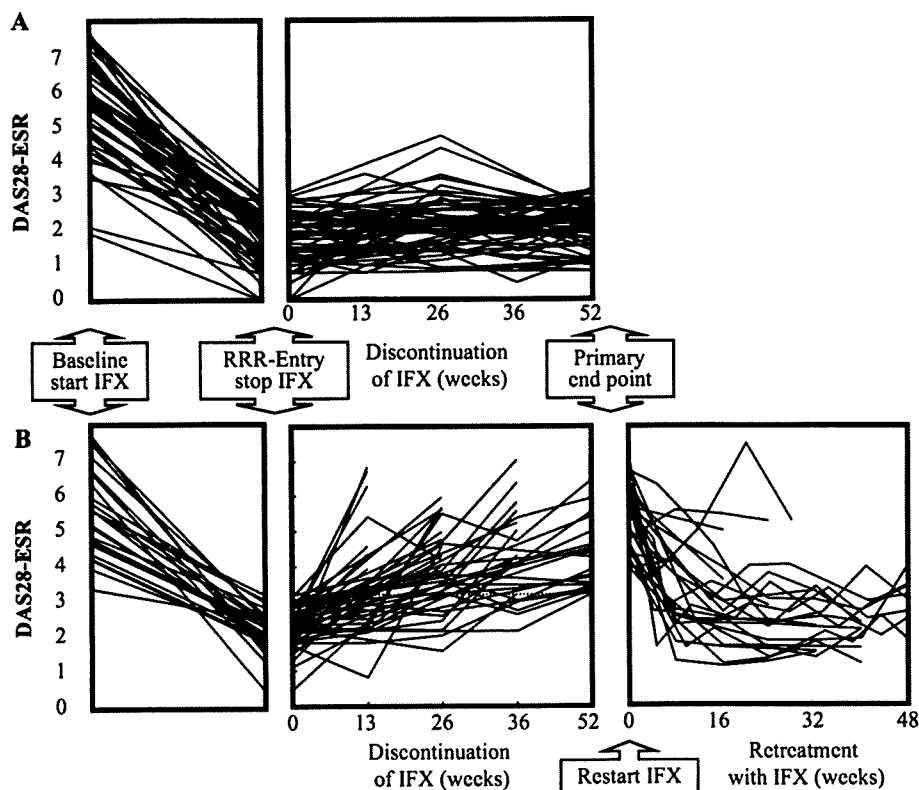 A
DAS28-ESR
7
6
5
4
3
2
1
0
0 13 26 36 52
Baseline
start IFX
RRR-Entry
stop IFX
Discontinuation
of IFX (weeks)
Primary
end point
B
DAS28-ESR
7
6
5
4
3
2
1
0
0 13 26 36 52
0 16 32 48
Discontinuation
of IFX (weeks)
Restart IFX
Retreatment
with IFX (weeks)